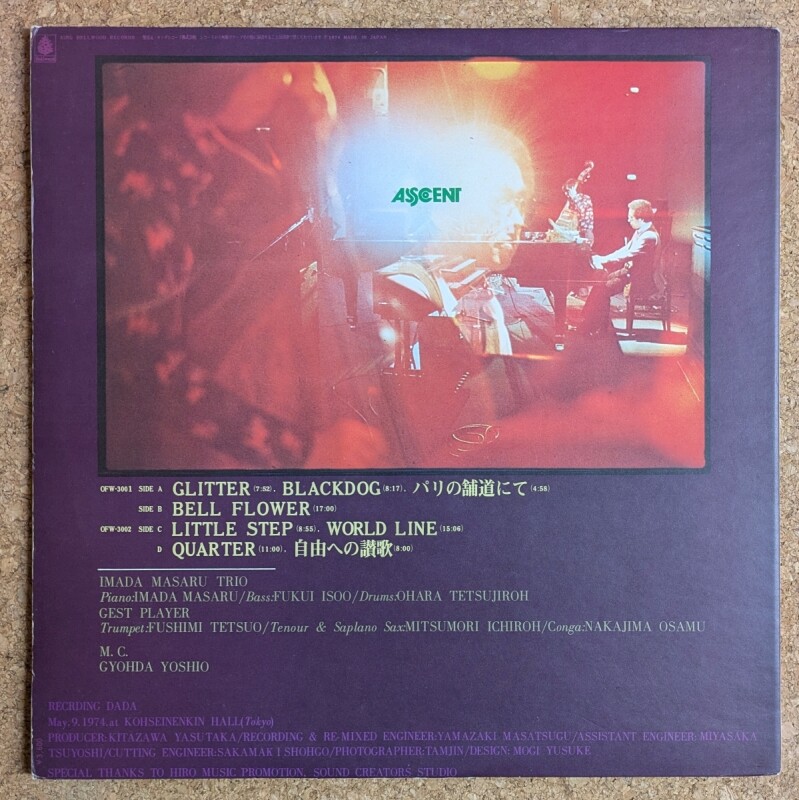 ASCENT
OFW-3001 SIDE A GLITTER(7:52). BLACKDOG(8:17). パリの舗道にて(4:58)
SIDE B BELL FLOWER(17:00)
OFW-3002 SIDE C LITTLE STEP(8:55). WORLD LINE(15:06)
D QUARTER(11:00). 自由への讃歌(8:00)
IMADA MASARU TRIO
Piano:IMADA MASARU/Bass:FUKUI ISOO/Drums:OHARA TETSUJIROH
GEST PLAYER
Trumpet:FUSHIMI TETSUO/Tenour & Saplano Sax:MITSUMORI ICHIROH/Conga:NAKAJIMA OSAMU
M. C.
GYOHDA YOSHIO
RECRDING DADA
May. 9. 1974. at KOHSEINENKIN HALL(Tokyo)
PRODUCER: KITAZAWA YASUTAKA/RECORDING & RE-MIXED ENGINEER: YAMAZAKI MASATSUGU/ASSISTANT ENGINEER: MIYASAKA
TSUYOSHI/CUTTING ENGINEER: SAKAMAKI SHOHGO/PHOTOGRAPHER: TAMJIN/DESIGN: MOGI YUSUKE
SPECIAL THANKS TO HIRO MUSIC PROMOTION, SOUND CREATORS STUDIO